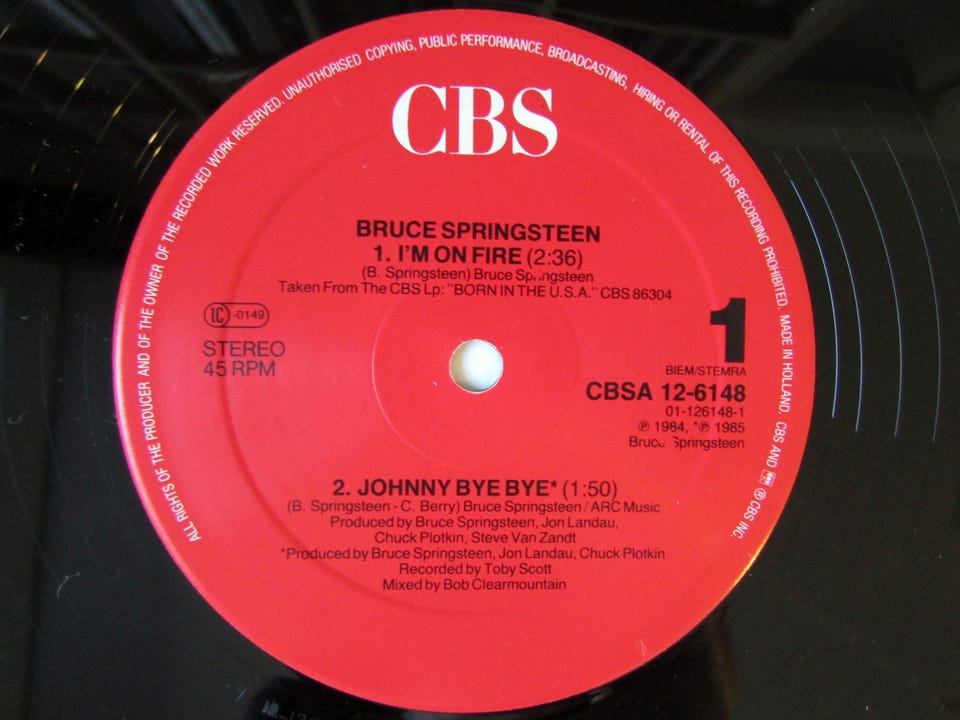 ALL RIGHTS OF THE PRODUCER AND OF THE OWNER OF THE RECORDED WORK RESERVED. UNAUTHORISED COPYING, PUBLIC PERFORMANCE, BROADCASTING, HIRING OR RENTAL OF THIS RECORDING PROHIBITED. MADE IN HOLLAND. CBS AND ® CBS INC.
CBS
BRUCE SPRINGSTEEN
1. I'M ON FIRE (2:36)
(B. Springsteen) Bruce Springsteen
Taken From The CBS Lp: "BORN IN THE U.S.A." CBS 86304
LC -0149
STEREO
45 RPM
1
BIEM/STEMRA
CBSA 12-6148
01-126148-1
℗ 1984, *℗ 1985
Bruce Springsteen
2. JOHNNY BYE BYE* (1:50)
(B. Springsteen - C. Berry) Bruce Springsteen / ARC Music
Produced by Bruce Springsteen, Jon Landau,
Chuck Plotkin, Steve Van Zandt
*Produced by Bruce Springsteen, Jon Landau, Chuck Plotkin
Recorded by Toby Scott
Mixed by Bob Clearmountain